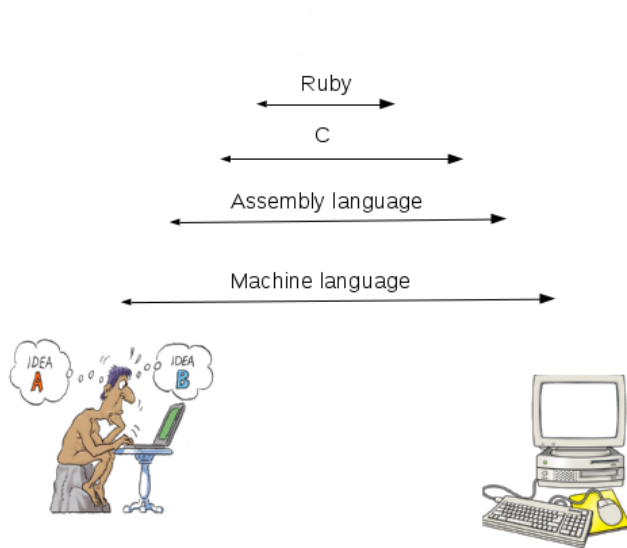 Ruby
C
Assembly language
Machine language
IDEA
A
IDEA
B